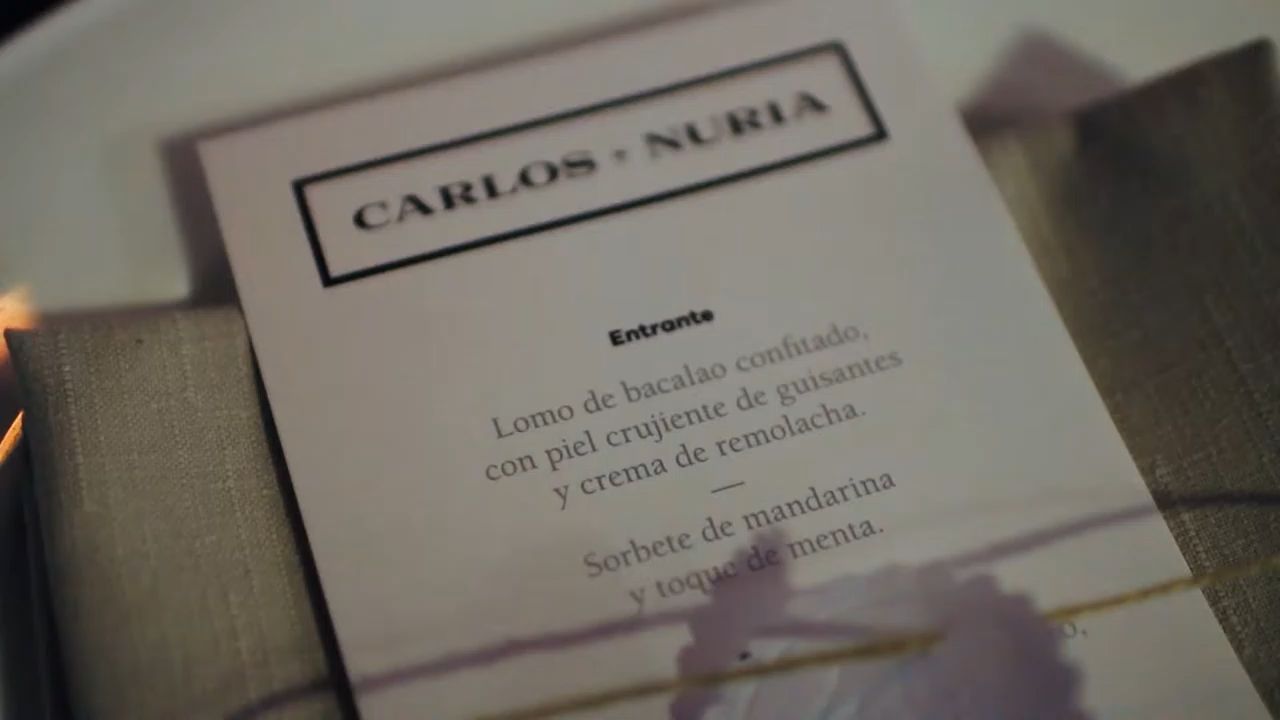 CARLOS + NURIA
Entrante
Lomo de bacalao confitado,
con piel crujiente de guisantes
y crema de remolacha.
—
Sorbete de mandarina
y toque de menta.